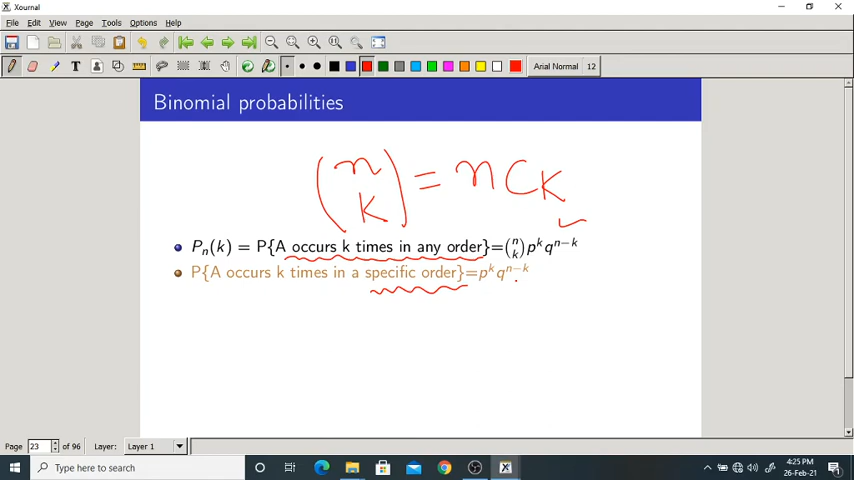 Xournal
File Edit View Page Tools Options Help
Arial Normal 12
Binomial probabilities
(n k) = nCk
Pn(k) = P{A occurs k times in any order}=(n k)p^k q^n−k
P{A occurs k times in a specific order}=p^k q^n−k
Page 23 of 96 Layer: Layer 1
Type here to search
4:25 PM
26-Feb-21
1